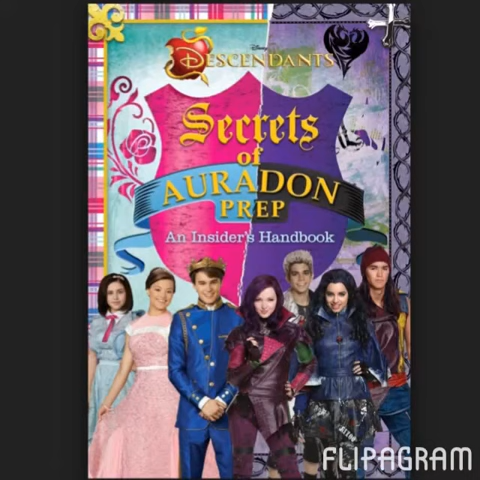 Disney
DESCENDANTS
Secrets
of
AURADON
PREP
An Insider's Handbook
FLIPAGRAM